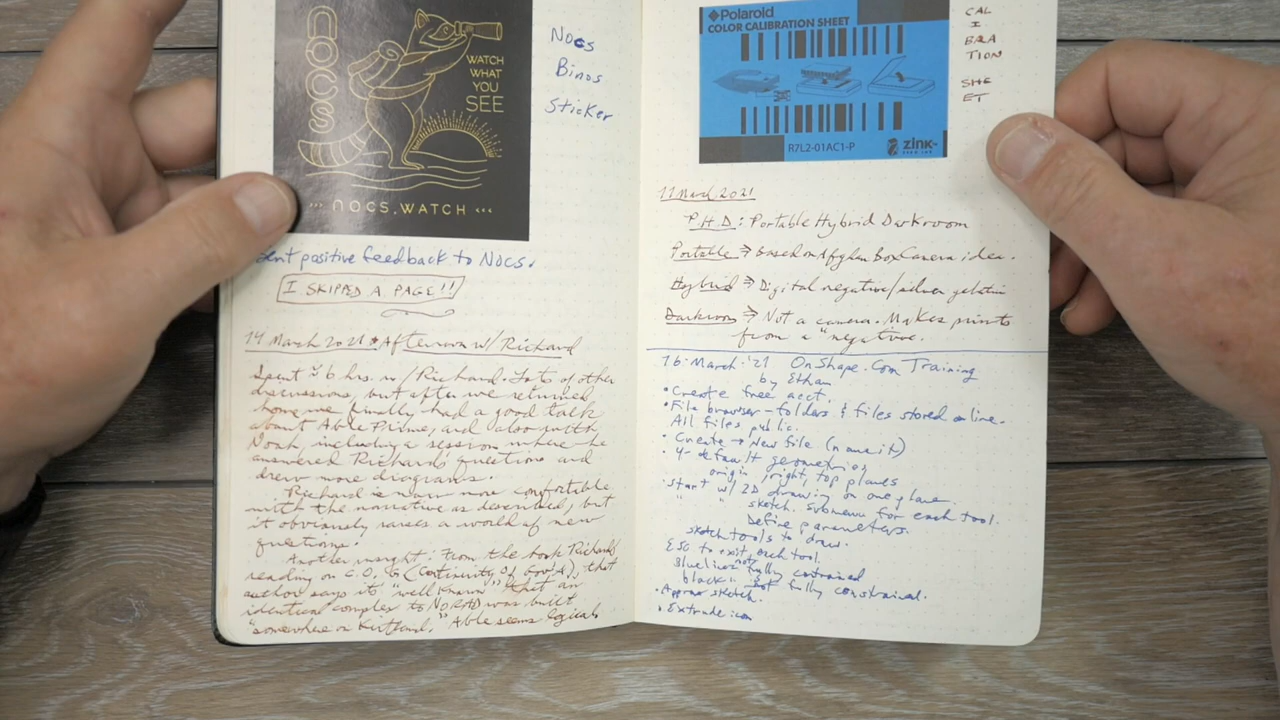 NOCS
WATCH
WHAT
YOU
SEE
NOCS.WATCH
Nocs
Binos
Sticker
ent positive feedback to Nocs.
I SKIPPED A PAGE!!
14 March 2021 Afternoon w/ Richard
Spent ~ 6 hrs. w/ Richard. Lots of other
discussions, but after we returned
home we finally had a good talk
about Able Prime, and also with
Noah including a session where he
answered Richard's questions and
drew more diagrams.
Richard is now more comfortable
with the narrative as described, but
it obviously raises a world of new
questions.
Another insight: From the book Richard's
reading on C.O.G (Continuity Of Gov't), that
author says it "well known" that an
identical complex to NORAD was built
"somewhere on Kirtland." Able seems logical
Polaroid
COLOR CALIBRATION SHEET
R7L2-01AC1-P
zink
CAL
I
BRA
TION
SHE
ET
11 March 2021
P.H.D: Portable Hybrid Darkroom
Portable ⇒ based on Afghan Box Camera idea.
Hybrid ⇒ Digital negative/silver gelatin
Darkroom ⇒ Not a camera. Makes prints
from a "negative.
16 March '21 OnShape.Com Training
by Ethan
• Create free acct.
• File browser - folders & files stored online.
All files public.
• Create → New file (name it)
• 4 default geometries
origin, right, top planes
• Start w/ 2D drawing on one plane.
" " sketch. submenu for each tool.
Define parameters.
sketch tools to draw.
ESC to exit each tool.
Blue lines not fully constrained
black " fully constrained.
sketch.
• Extrude icon